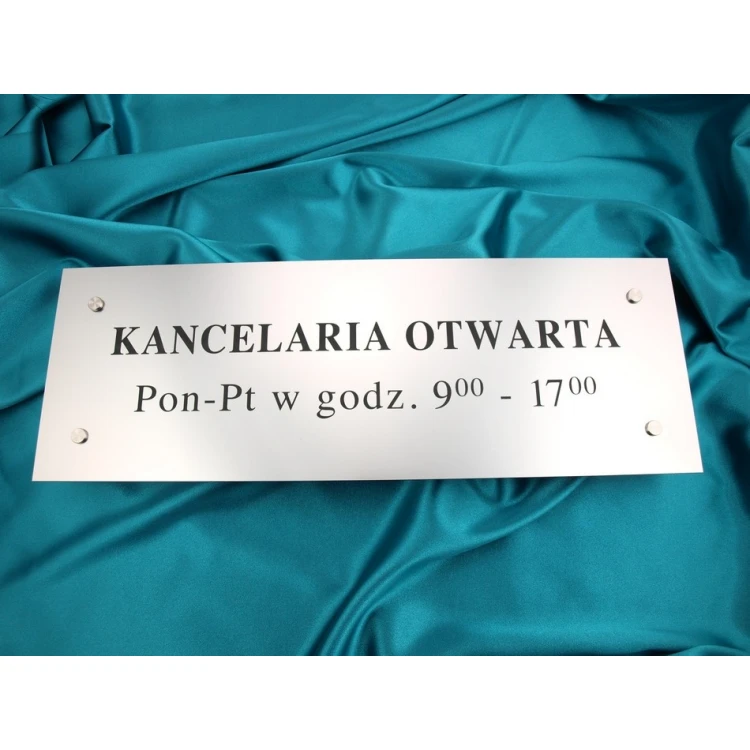 KANCELARIA OTWARTA
Pon-Pt w godz. 9⁰⁰ - 17⁰⁰